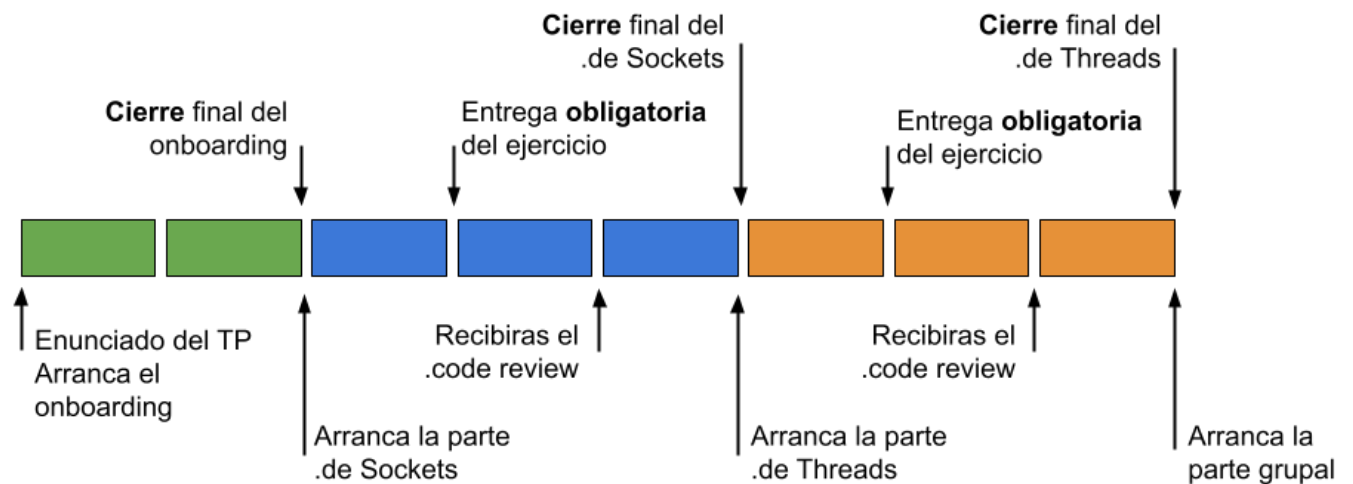 Cierre final del
.de Sockets
Cierre final del
.de Threads
Cierre final del
onboarding
Entrega obligatoria
del ejercicio
Entrega obligatoria
del ejercicio
Enunciado del TP
Arranca el
onboarding
Recibiras el
.code review
Recibiras el
.code review
Arranca la parte
.de Sockets
Arranca la parte
.de Threads
Arranca la
parte grupal